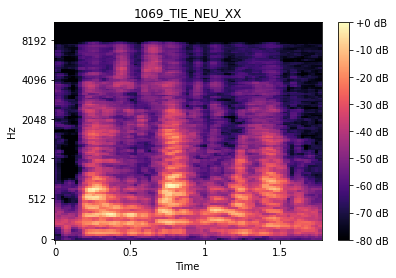 1069_TIE_NEU_XX
+0 dB
8192
-10 dB
4096
-20 dB
-30 dB
2048
Hz
-40 dB
1024
-50 dB
512
-60 dB
-70 dB
0
-80 dB
0
0.5
1
1.5
Time